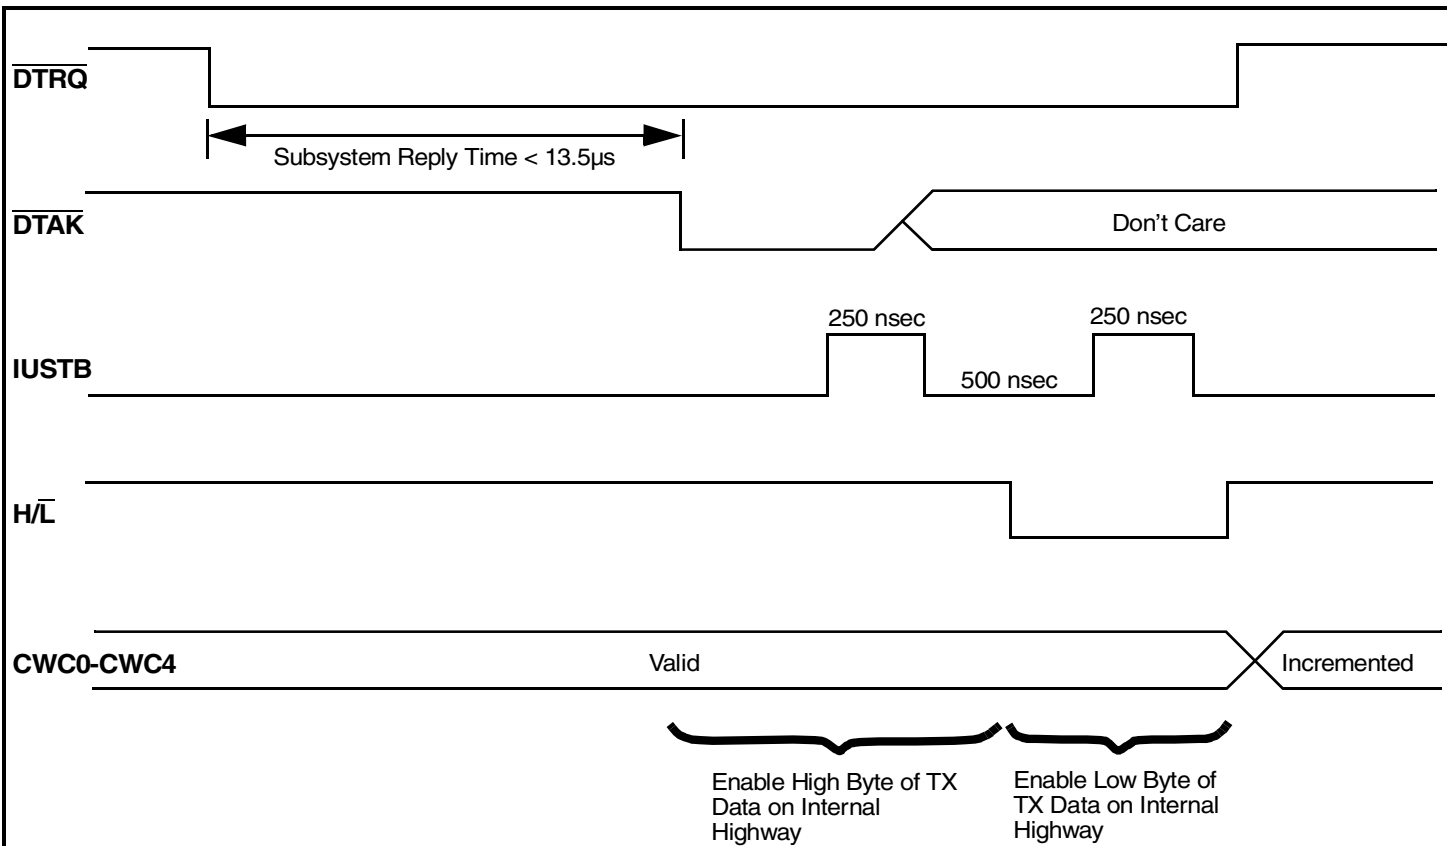 DTRQ
Subsystem Reply Time < 13.5µs
DTAK
Don't Care
250 nsec
250 nsec
IUSTB
500 nsec
H/L
CWC0-CWC4
Valid
Incremented
Enable High Byte of TX
Data on Internal
Highway
Enable Low Byte of
TX Data on Internal
Highway